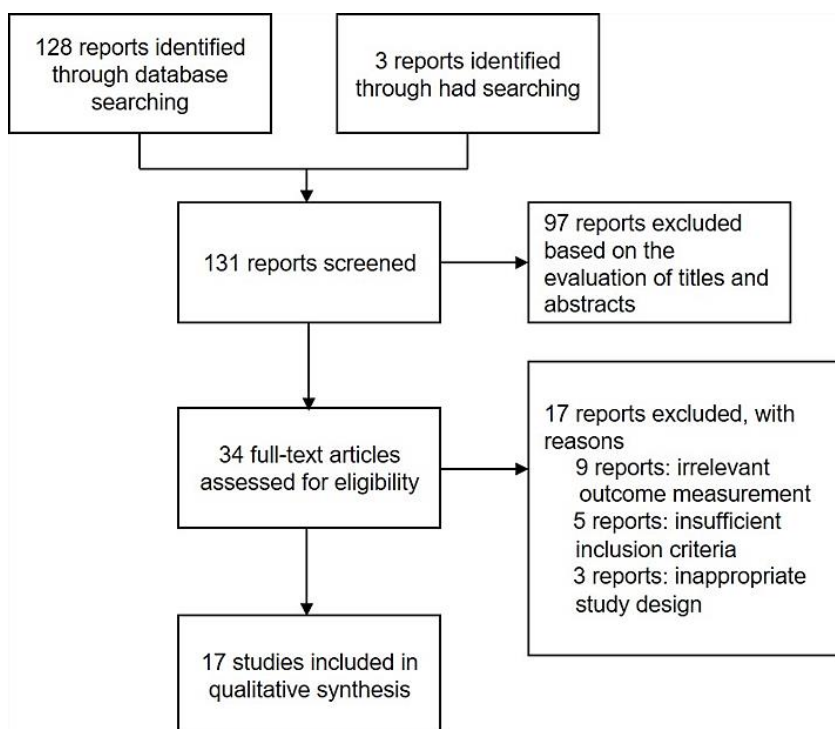 128 reports identified
through database
searching
3 reports identified
through had searching
131 reports screened
97 reports excluded
based on the
evaluation of titles and
abstracts
34 full-text articles
assessed for eligibility
17 reports excluded, with
reasons
9 reports: irrelevant
outcome measurement
5 reports: insufficient
inclusion criteria
3 reports: inappropriate
study design
17 studies included in
qualitative synthesis